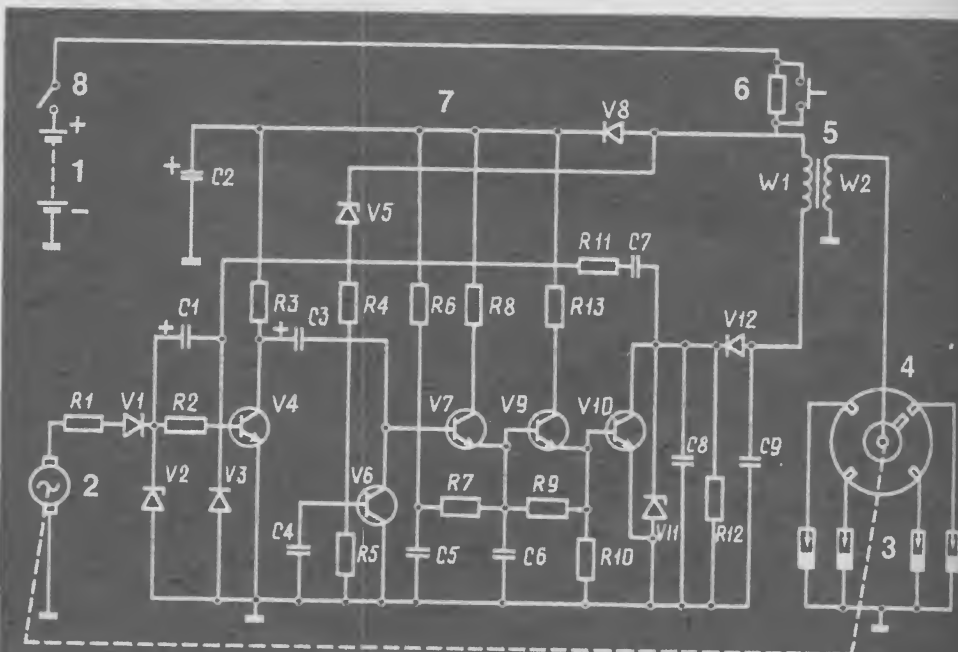 8
+
1
-
+
C2
7
V8
6
5
W1
W2
V5
R11
C7
C1
+
R3
+
C3
R4
R6
R8
R13
V12
4
R1
V1
R2
V4
V7
V9
V10
2
V2
V3
V6
C8
C9
C4
R7
R9
V11
R12
3
R5
C5
C6
R10